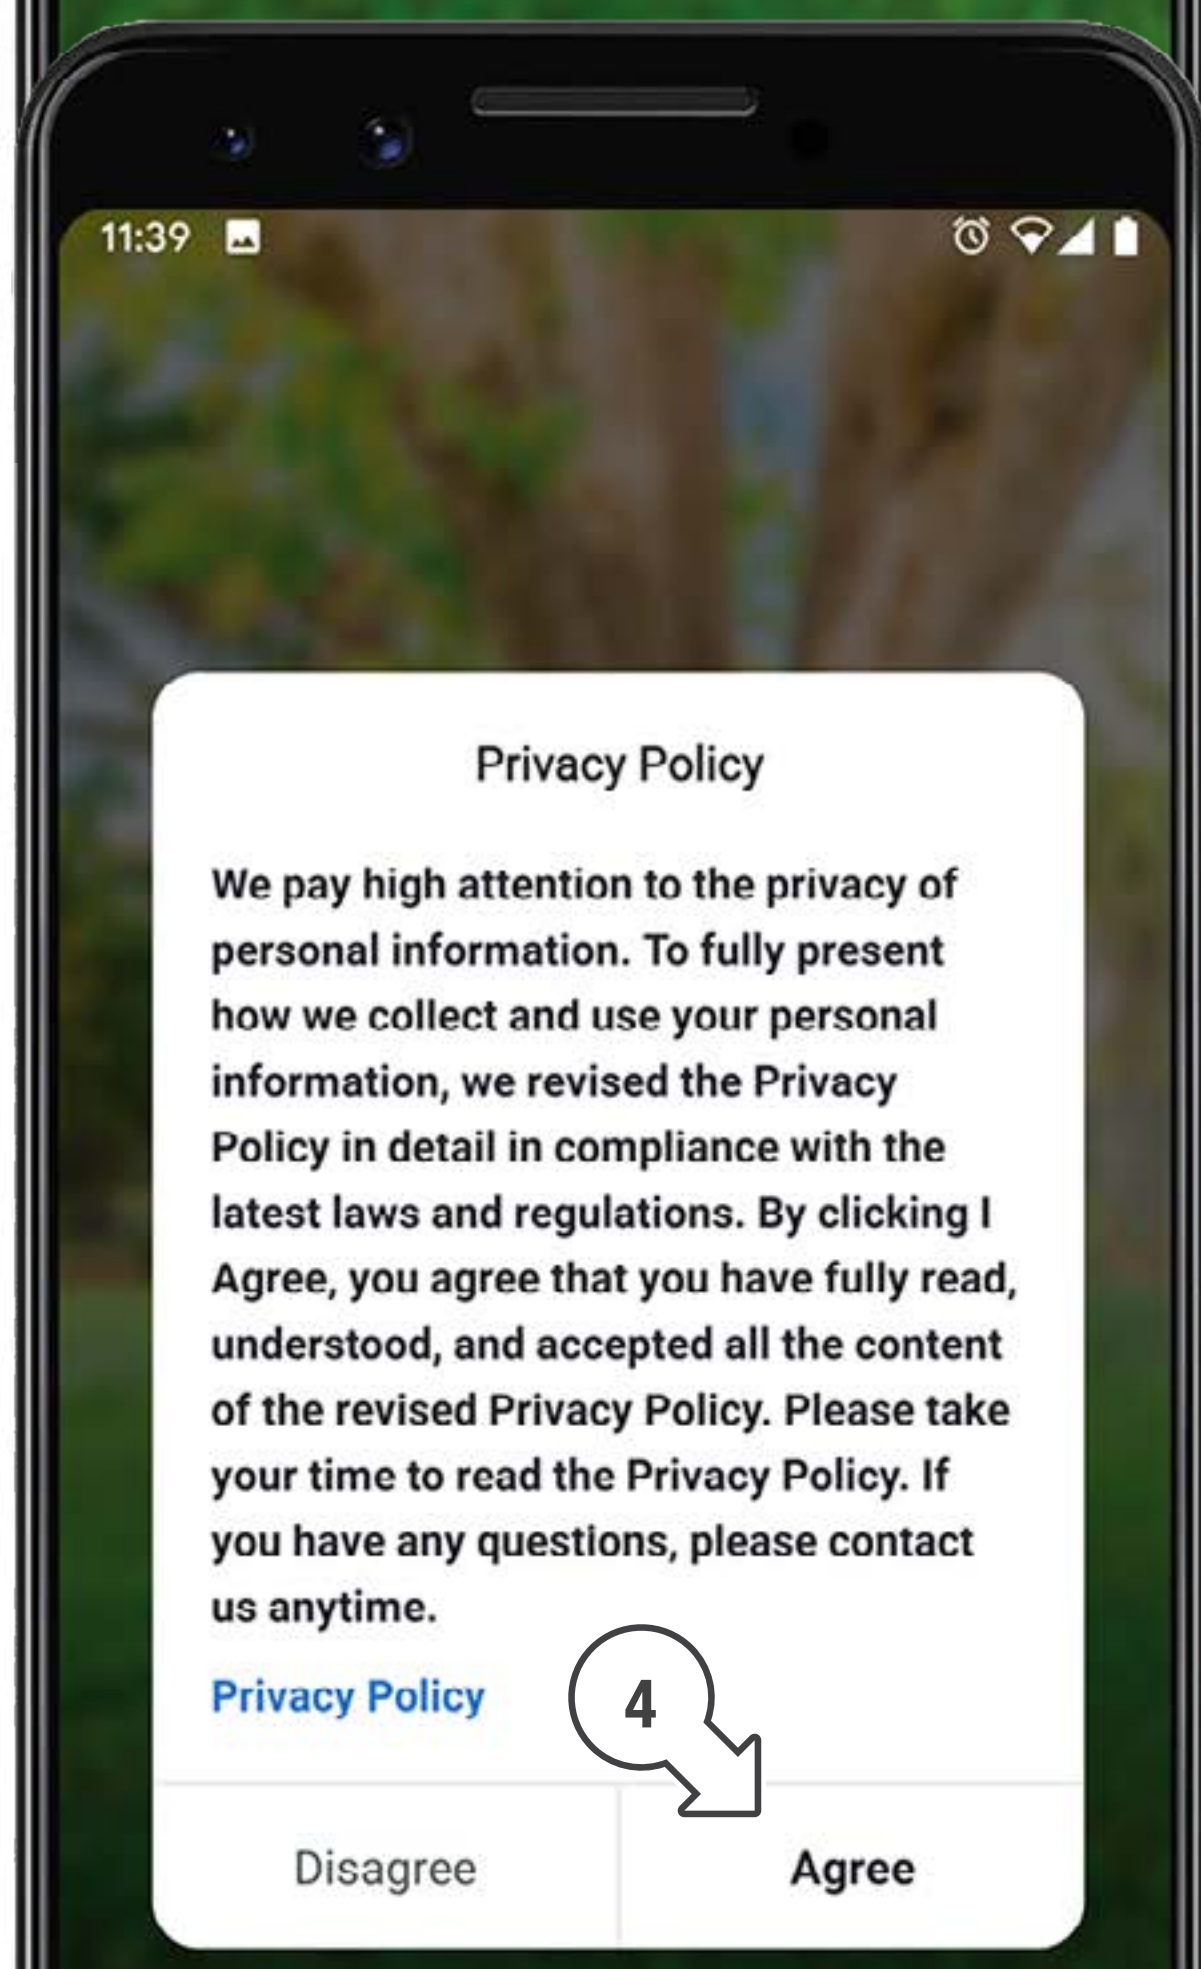 11:39
Privacy Policy
We pay high attention to the privacy of
personal information. To fully present
how we collect and use your personal
information, we revised the Privacy
Policy in detail in compliance with the
latest laws and regulations. By clicking I
Agree, you agree that you have fully read,
understood, and accepted all the content
of the revised Privacy Policy. Please take
your time to read the Privacy Policy. If
you have any questions, please contact
us anytime.
Privacy Policy
4
Disagree
Agree